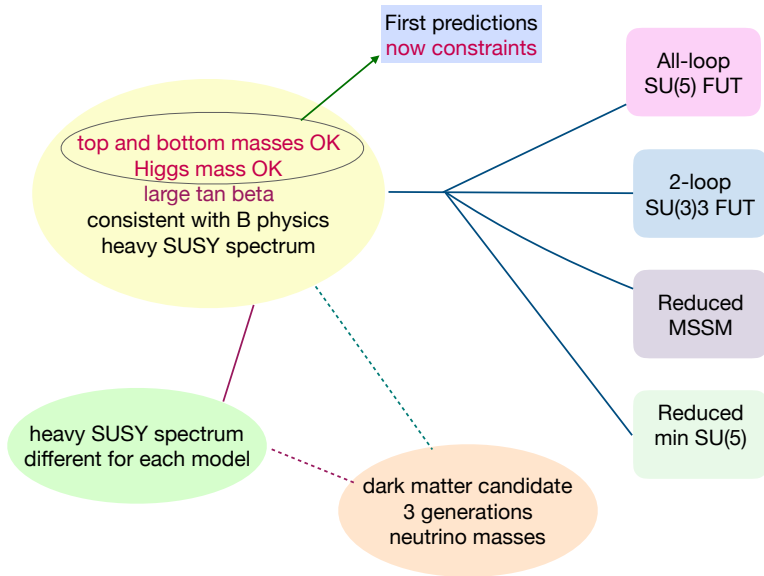 First predictions
now constraints
top and bottom masses OK
Higgs mass OK
large tan beta
consistent with B physics
heavy SUSY spectrum
All-loop
SU(5) FUT
2-loop
SU(3)3 FUT
Reduced
MSSM
Reduced
min SU(5)
heavy SUSY spectrum
different for each model
dark matter candidate
3 generations
neutrino masses